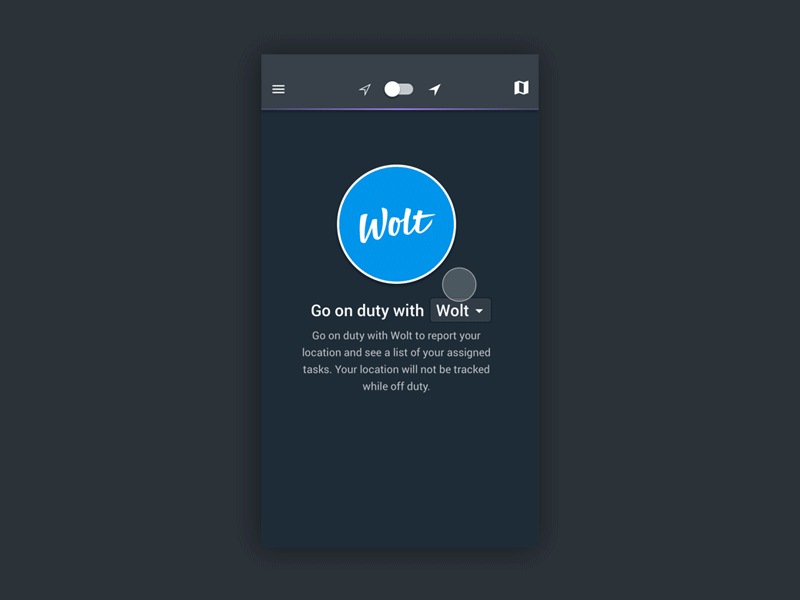 Wolt
Go on duty with Wolt
Go on duty with Wolt to report your
location and see a list of your assigned
tasks. Your location will not be tracked
while off duty.